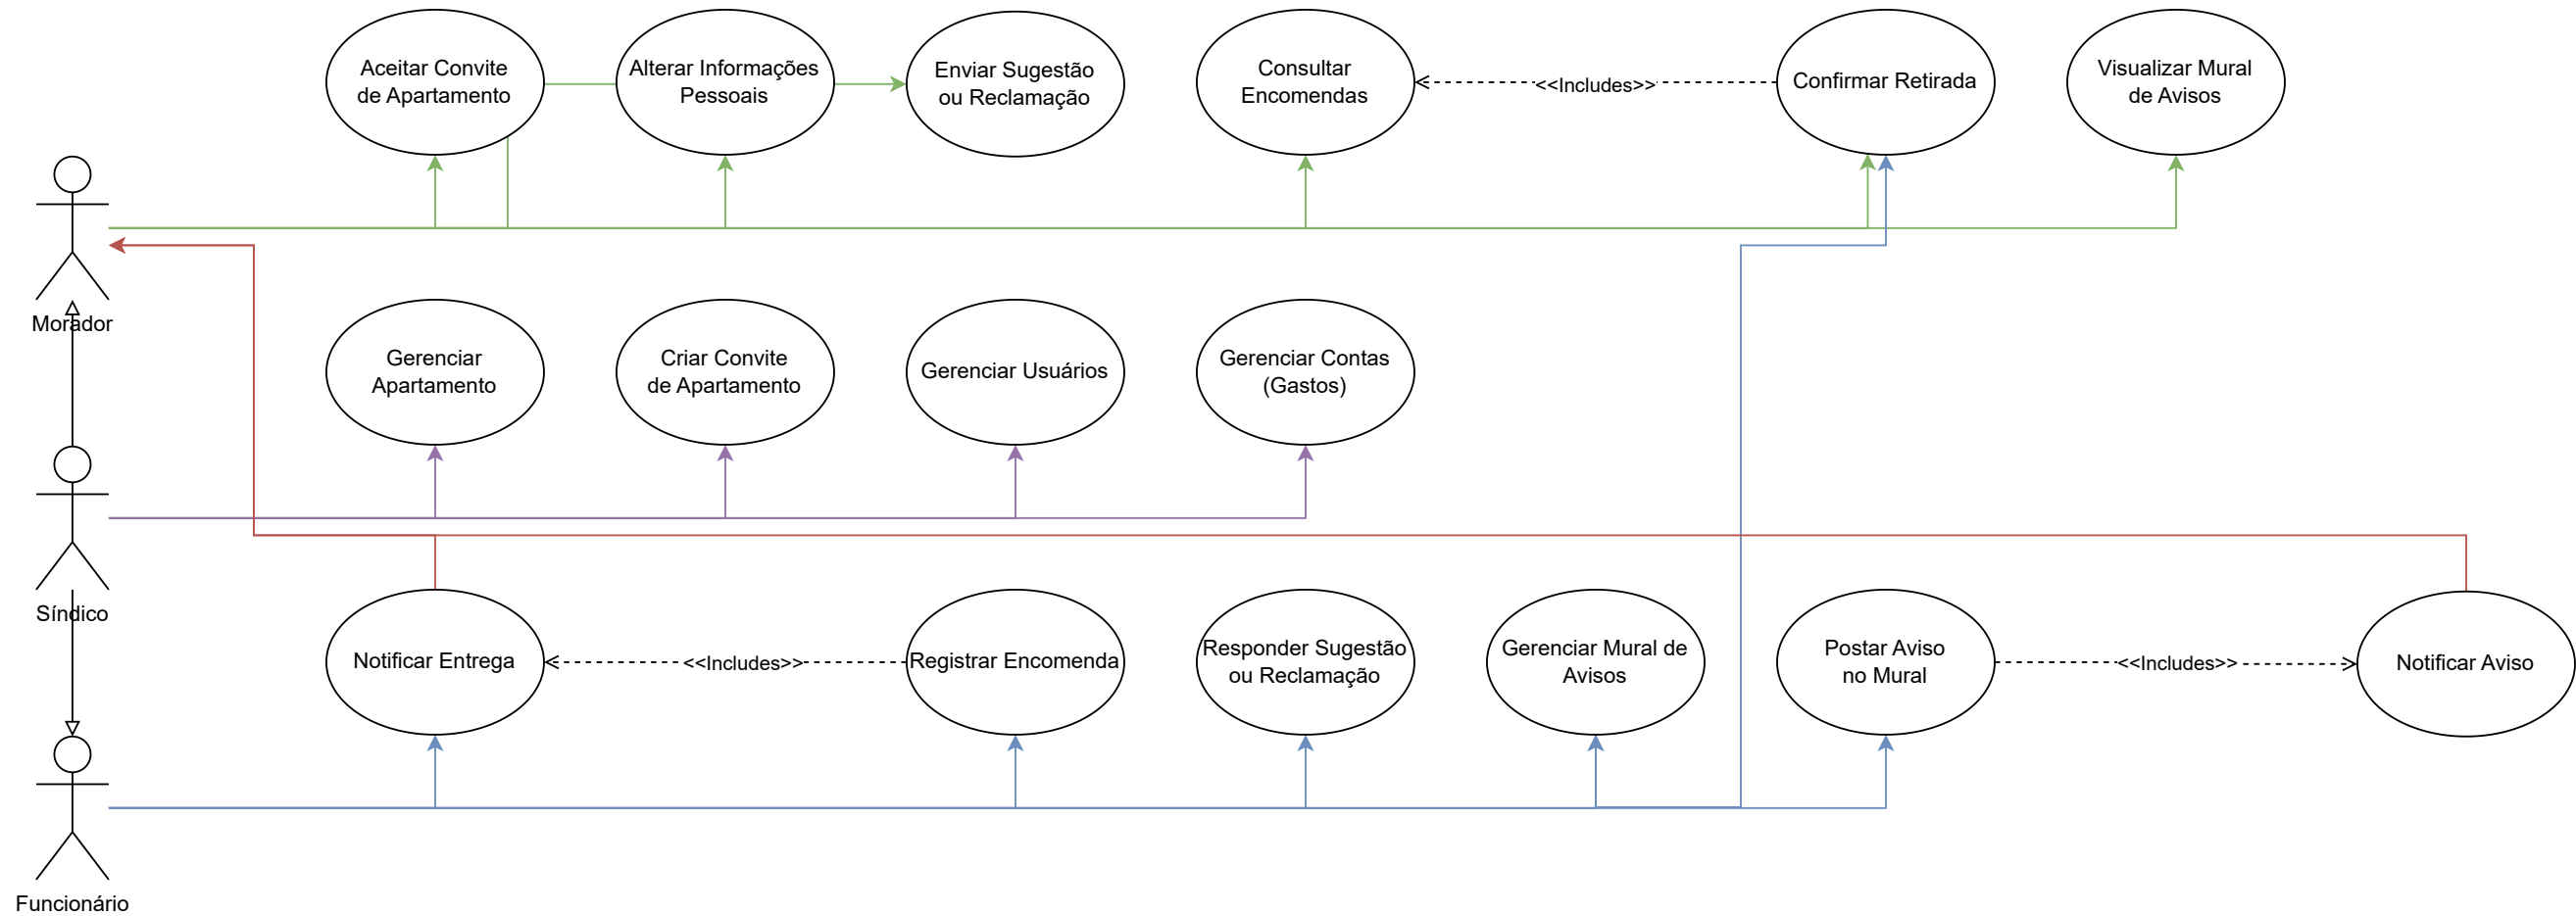 Aceitar Convite
de Apartamento
Alterar Informações
Pessoais
Enviar Sugestão
ou Reclamação
Consultar
Encomendas
<<Includes>>
Confirmar Retirada
Visualizar Mural
de Avisos
Morador
Gerenciar
Apartamento
Criar Convite
de Apartamento
Gerenciar Usuários
Gerenciar Contas
(Gastos)
Síndico
Notificar Entrega
<<Includes>>
Registrar Encomenda
Responder Sugestão
ou Reclamação
Gerenciar Mural de
Avisos
Postar Aviso
no Mural
<<Includes>>
Notificar Aviso
Funcionário